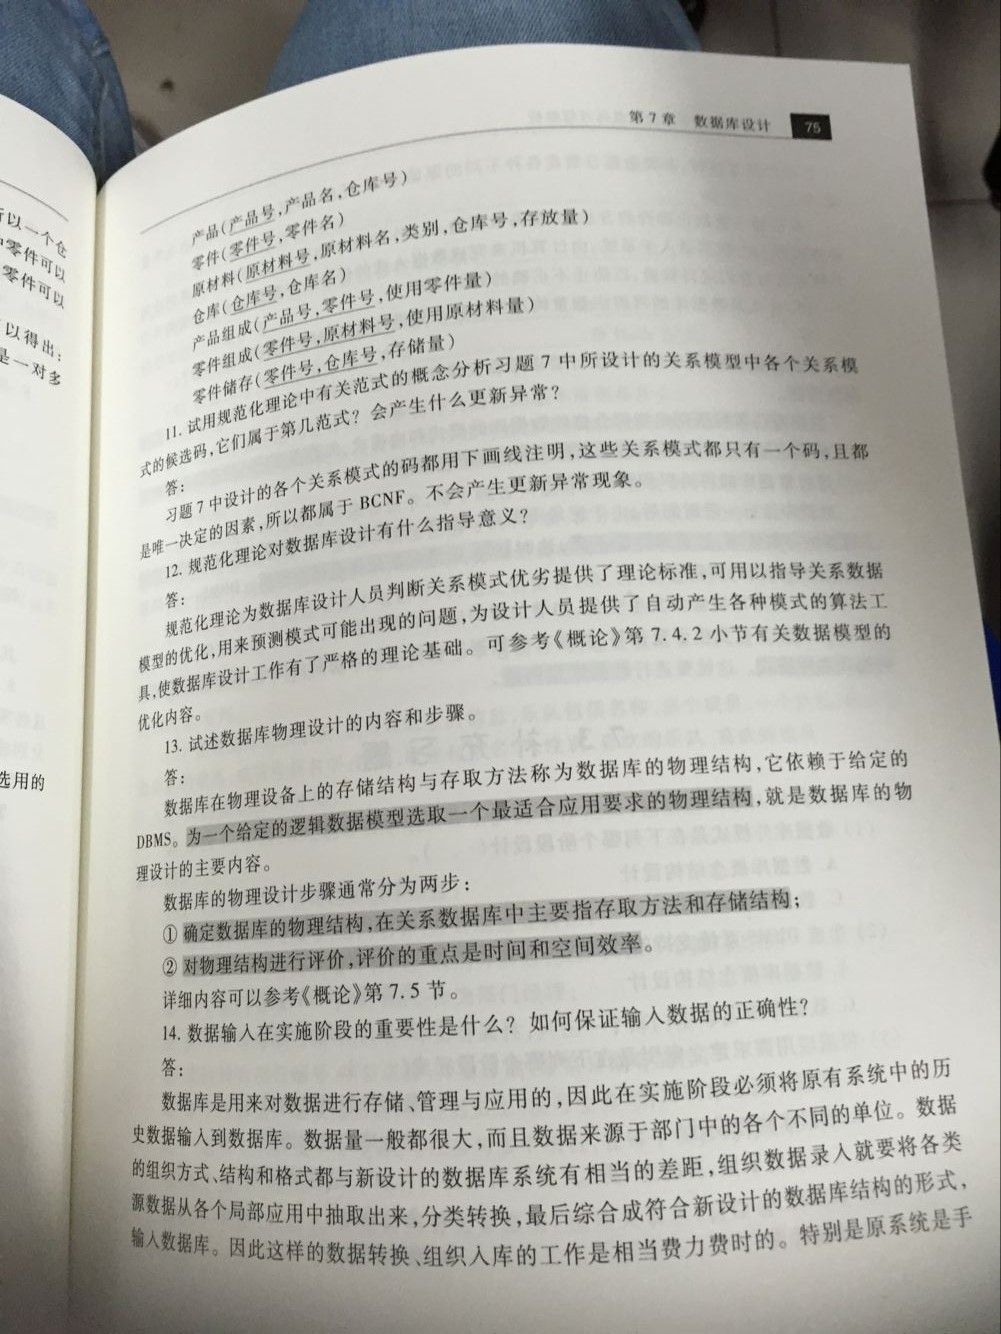 所以一个仓
零件可以
零件可以
以得出：
是一对多
选用的
第7章 数据库设计 75
产品(产品号,产品名,仓库号)
零件(零件号,零件名)
原材料(原材料号,原材料名,类别,仓库号,存放量)
仓库(仓库号,仓库名)
产品组成(产品号,零件号,使用零件量)
零件组成(零件号,原材料号,使用原材料量)
零件储存(零件号,仓库号,存储量)
11. 试用规范化理论中有关范式的概念分析习题 7 中所设计的关系模型中各个关系模
式的候选码,它们属于第几范式? 会产生什么更新异常?
答:
习题 7 中设计的各个关系模式的码都用下画线注明,这些关系模式都只有一个码,且都
是唯一决定的因素,所以都属于 BCNF。不会产生更新异常现象。
12. 规范化理论对数据库设计有什么指导意义?
答:
规范化理论为数据库设计人员判断关系模式优劣提供了理论标准,可用以指导关系数据
模型的优化,用来预测模式可能出现的问题,为设计人员提供了自动产生各种模式的算法工
具,使数据库设计工作有了严格的理论基础。可参考《概论》第 7.4.2 小节有关数据模型的
优化内容。
13. 试述数据库物理设计的内容和步骤。
答:
数据库在物理设备上的存储结构与存取方法称为数据库的物理结构,它依赖于给定的
DBMS。为一个给定的逻辑数据模型选取一个最适合应用要求的物理结构,就是数据库的物
理设计的主要内容。
数据库的物理设计步骤通常分为两步:
① 确定数据库的物理结构,在关系数据库中主要指存取方法和存储结构;
② 对物理结构进行评价,评价的重点是时间和空间效率。
详细内容可以参考《概论》第 7.5 节。
14. 数据输入在实施阶段的重要性是什么? 如何保证输入数据的正确性?
答:
数据库是用来对数据进行存储、管理与应用的,因此在实施阶段必须将原有系统中的历
史数据输入到数据库。数据量一般都很大,而且数据来源于部门中的各个不同的单位。数据
的组织方式、结构和格式都与新设计的数据库系统有相当的差距,组织数据录入就要将各类
源数据从各个局部应用中抽取出来,分类转换,最后综合成符合新设计的数据库结构的形式,
输入数据库。因此这样的数据转换、组织入库的工作是相当费力费时的。特别是原系统是手